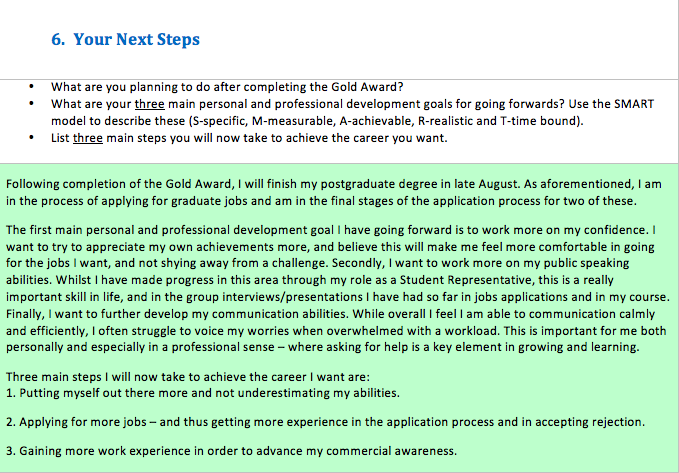 6. Your Next Steps
• What are you planning to do after completing the Gold Award?
• What are your three main personal and professional development goals for going forwards? Use the SMART
model to describe these (S-specific, M-measurable, A-achievable, R-realistic and T-time bound).
• List three main steps you will now take to achieve the career you want.
Following completion of the Gold Award, I will finish my postgraduate degree in late August. As aforementioned, I am
in the process of applying for graduate jobs and am in the final stages of the application process for two of these.
The first main personal and professional development goal I have going forward is to work more on my confidence. I
want to try to appreciate my own achievements more, and believe this will make me feel more comfortable in going
for the jobs I want, and not shying away from a challenge. Secondly, I want to work more on my public speaking
abilities. Whilst I have made progress in this area through my role as a Student Representative, this is a really
important skill in life, and in the group interviews/presentations I have had so far in jobs applications and in my course.
Finally, I want to further develop my communication abilities. While overall I feel I am able to communicate calmly
and efficiently, I often struggle to voice my worries when overwhelmed with a workload. This is important for me both
personally and especially in a professional sense – where asking for help is a key element in growing and learning.
Three main steps I will now take to achieve the career I want are:
1. Putting myself out there more and not underestimating my abilities.
2. Applying for more jobs – and thus getting more experience in the application process and in accepting rejection.
3. Gaining more work experience in order to advance my commercial awareness.